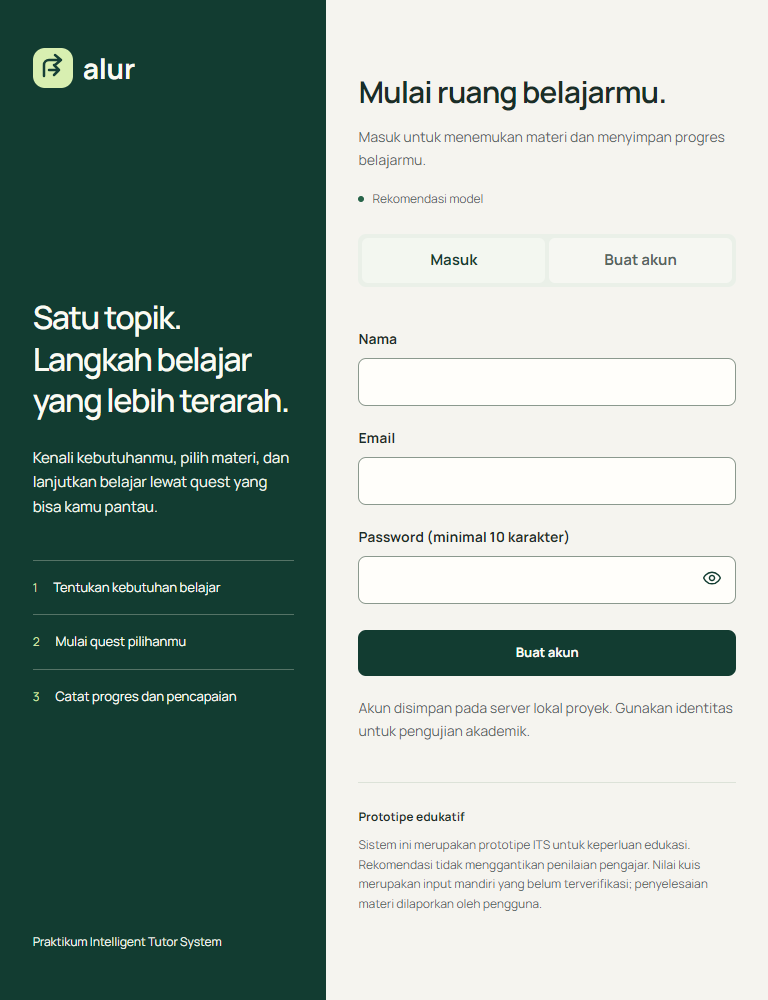 alur
Satu topik.
Langkah belajar
yang lebih terarah.
Kenali kebutuhanmu, pilih materi, dan
lanjutkan belajar lewat quest yang
bisa kamu pantau.
1 Tentukan kebutuhan belajar
2 Mulai quest pilihanmu
3 Catat progres dan pencapaian
Praktikum Intelligent Tutor System
Mulai ruang belajarmu.
Masuk untuk menemukan materi dan menyimpan progres
belajarmu.
Rekomendasi model
Masuk
Buat akun
Nama
Email
Password (minimal 10 karakter)
Buat akun
Akun disimpan pada server lokal proyek. Gunakan identitas
untuk pengujian akademik.
Prototipe edukatif
Sistem ini merupakan prototipe ITS untuk keperluan edukasi.
Rekomendasi tidak menggantikan penilaian pengajar. Nilai kuis
merupakan input mandiri yang belum terverifikasi; penyelesaian
materi dilaporkan oleh pengguna.